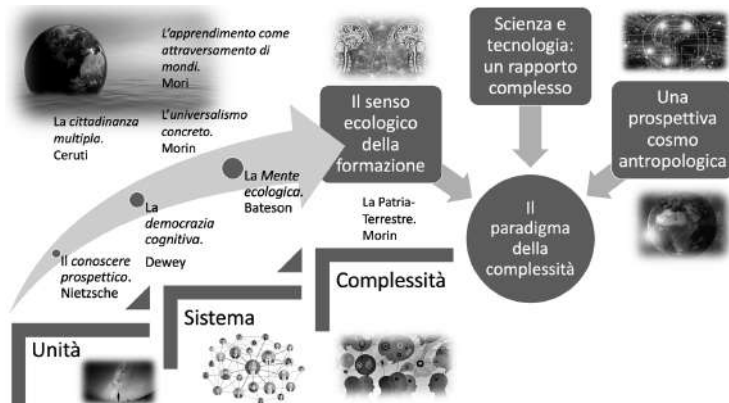 L'apprendimento come
attraversamento di
mondi.
Mori
La cittadinanza
multipla.
Ceruti
L'universalismo
concreto.
Morin
La Mente
ecologica.
Bateson
La
democrazia
cognitiva.
Dewey
Il conoscere
prospettico.
Nietzsche
Unità
Sistema
Complessità
La Patria-
Terrestre.
Morin
Il senso
ecologico
della
formazione
Scienza e
tecnologia:
un rapporto
complesso
Una
prospettiva
cosmo
antropologica
Il
paradigma
della
complessità